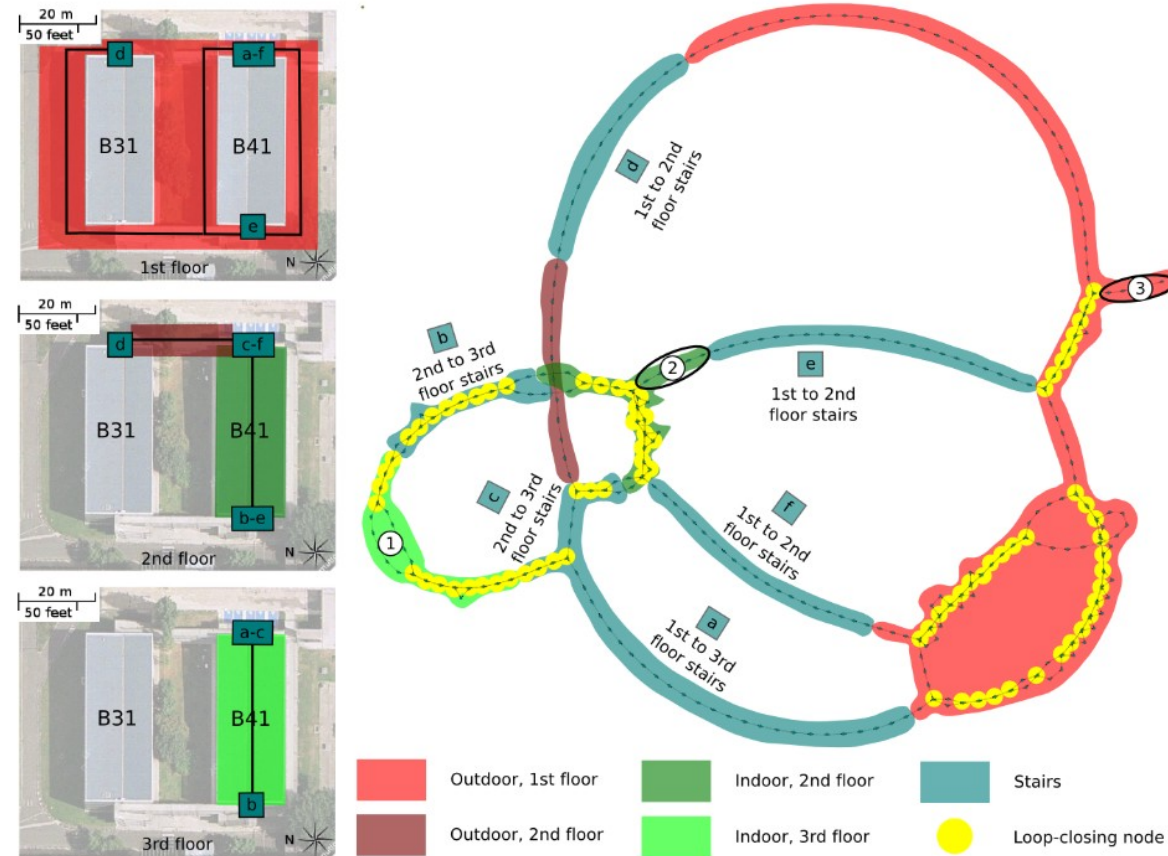 20 m
50 feet
d
a-f
B31
B41
e
N
1st floor
20 m
50 feet
d
c-f
B31
B41
b-e
N
2nd floor
20 m
50 feet
a-c
B31
B41
b
N
3rd floor
d
1st to 2nd
floor stairs
3
b
2nd to 3rd
floor stairs
2
e
1st to 2nd
floor stairs
c
2nd to 3rd
floor stairs
1
f
1st to 2nd
floor stairs
a
1st to 3rd
floor stairs
Outdoor, 1st floor
Indoor, 2nd floor
Stairs
Outdoor, 2nd floor
Indoor, 3rd floor
Loop-closing node